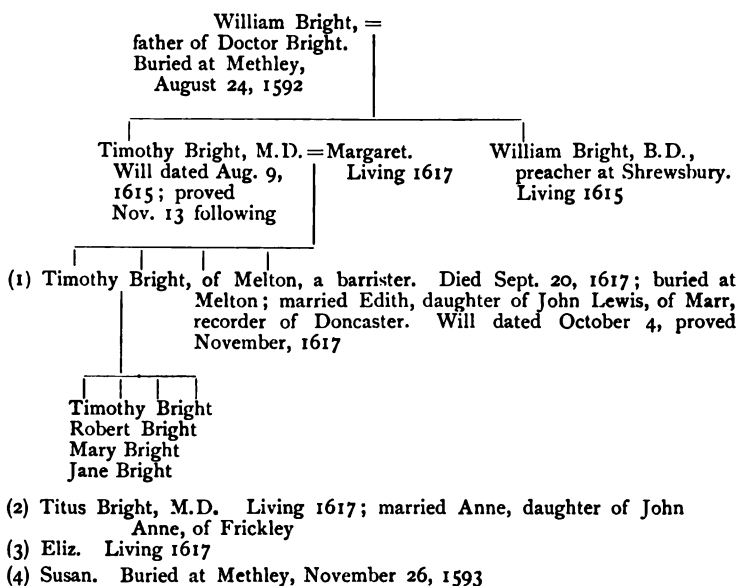 William Bright, =
father of Doctor Bright.
Buried at Methley,
August 24, 1592
Timothy Bright, M.D. = Margaret.
William Bright, B.D.,
Will dated Aug. 9,
Living 1617
preacher at Shrewsbury.
1615; proved
Living 1615
Nov. 13 following
(1) Timothy Bright, of Melton, a barrister. Died Sept. 20, 1617; buried at
Melton; married Edith, daughter of John Lewis, of Marr,
recorder of Doncaster. Will dated October 4, proved
November, 1617
Timothy Bright
Robert Bright
Mary Bright
Jane Bright
(2) Titus Bright, M.D. Living 1617; married Anne, daughter of John
Anne, of Frickley
(3) Eliz. Living 1617
(4) Susan. Buried at Methley, November 26, 1593